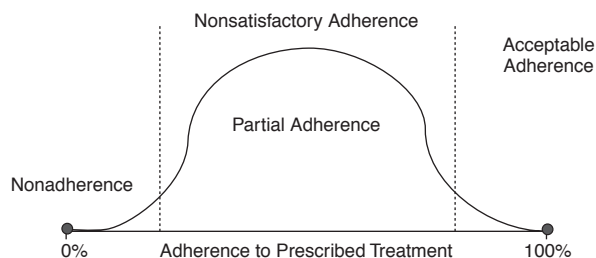 Nonsatisfactory Adherence
Acceptable
Adherence
Partial Adherence
Nonadherence
0%
Adherence to Prescribed Treatment
100%